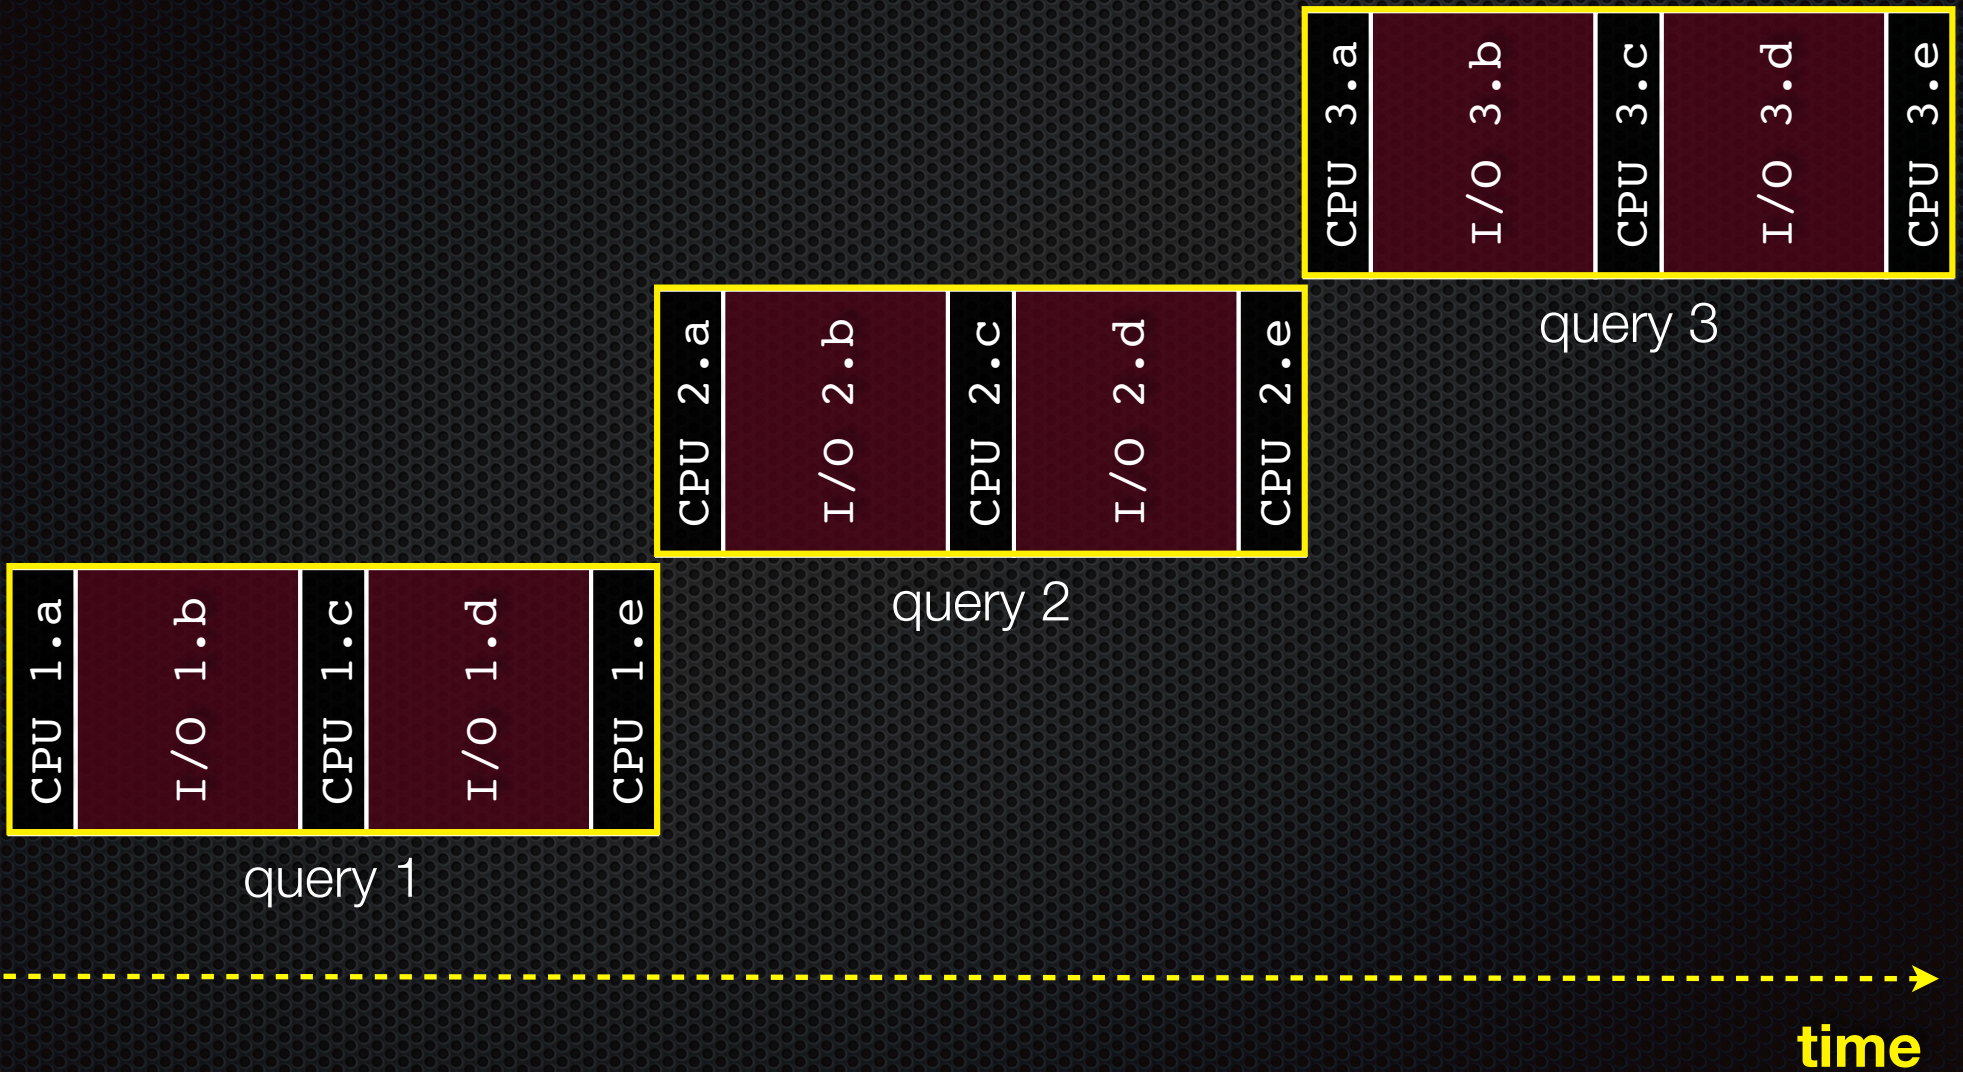 CPU 1.a
I/O 1.b
CPU 1.c
I/O 1.d
CPU 1.e
query 1
CPU 2.a
I/O 2.b
CPU 2.c
I/O 2.d
CPU 2.e
query 2
CPU 3.a
I/O 3.b
CPU 3.c
I/O 3.d
CPU 3.e
query 3
time